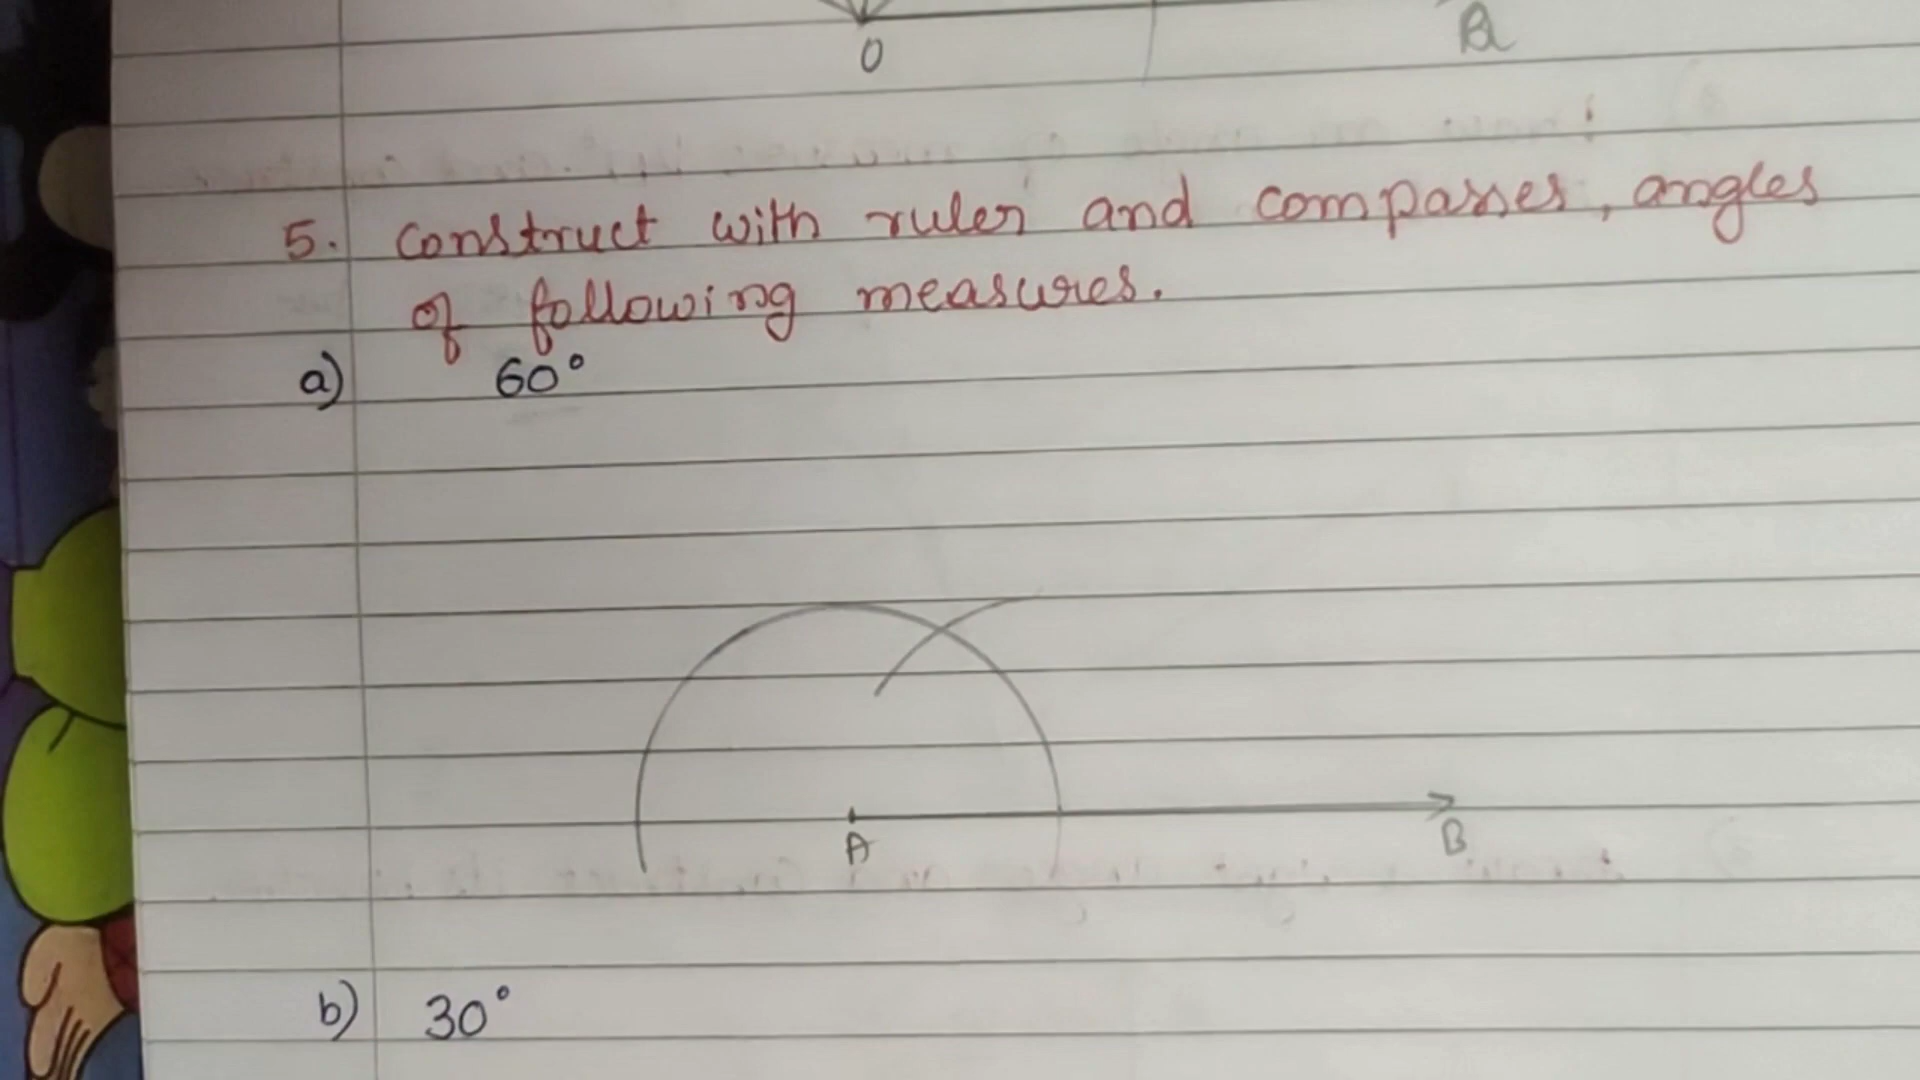 O
Q
5. Construct with ruler and compasses, angles
of following measures.
a) 60°
A
B
b) 30°